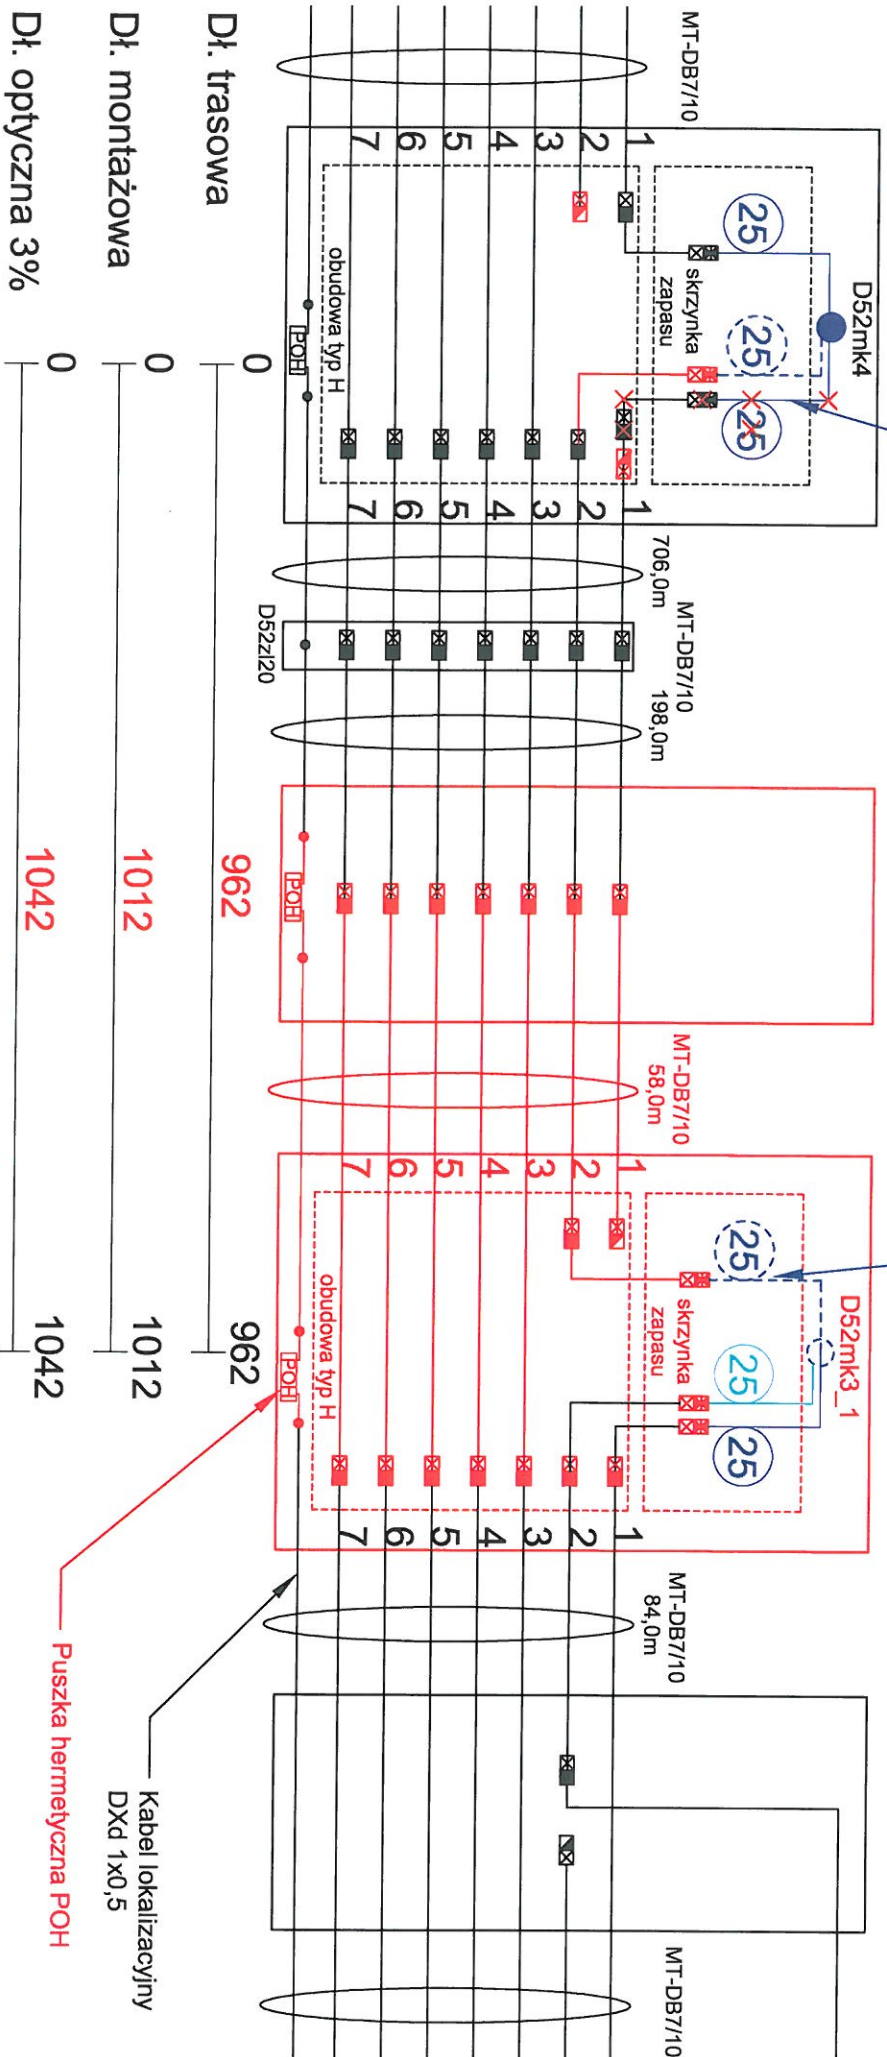 MT-DB7/10
D52mk4
25
25
25
skrzynka
zapasu
1
2
3
4
5
6
7
1
2
3
4
5
6
7
obudowa typ H
POH
706,0m
MT-DB7/10
198,0m
D52zl20
POH
MT-DB7/10
58,0m
D52mk3_1
25
25
25
skrzynka
zapasu
1
2
3
4
5
6
7
1
2
3
4
5
6
7
obudowa typ H
POH
MT-DB7/10
84,0m
MT-DB7/10
Kabel lokalizacyjny
DXd 1x0,5
Puszka hermetyczna POH
Dł. trasowa
0
962
962
Dł. montażowa
0
1012
1012
Dł. optyczna 3%
0
1042
1042